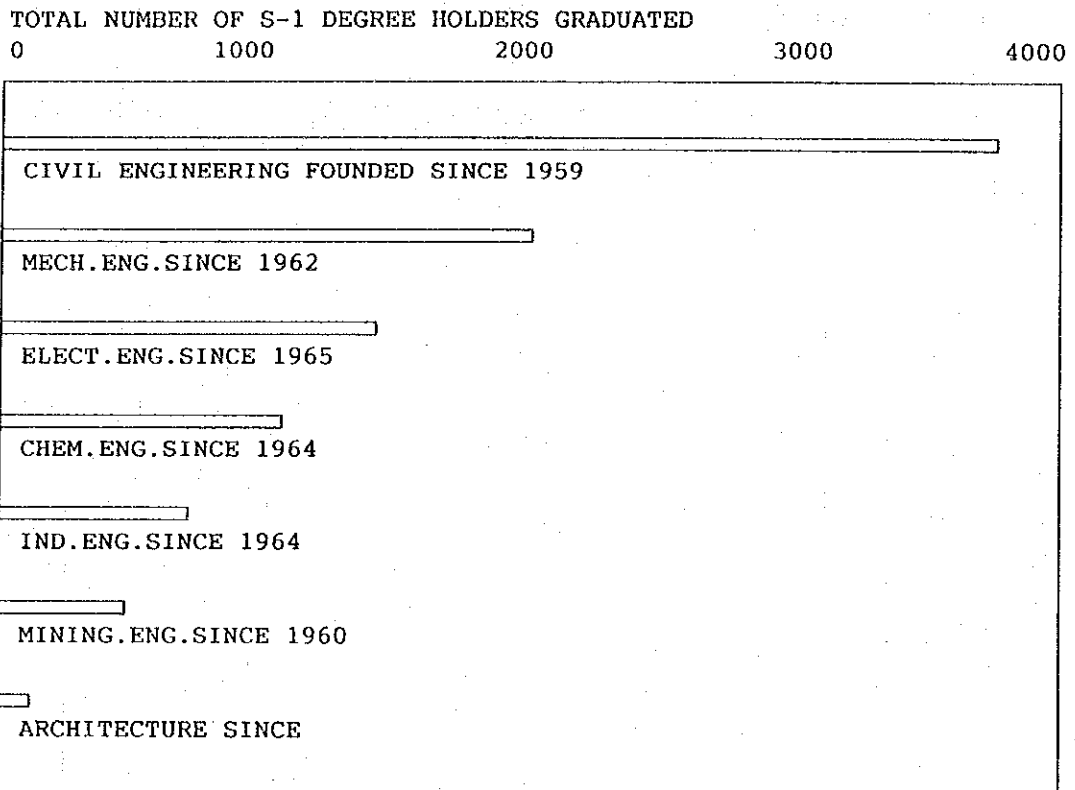 TOTAL NUMBER OF S-1 DEGREE HOLDERS GRADUATED
0 1000 2000 3000 4000
CIVIL ENGINEERING FOUNDED SINCE 1959
MECH.ENG.SINCE 1962
ELECT.ENG.SINCE 1965
CHEM.ENG.SINCE 1964
IND.ENG.SINCE 1964
MINING.ENG.SINCE 1960
ARCHITECTURE SINCE